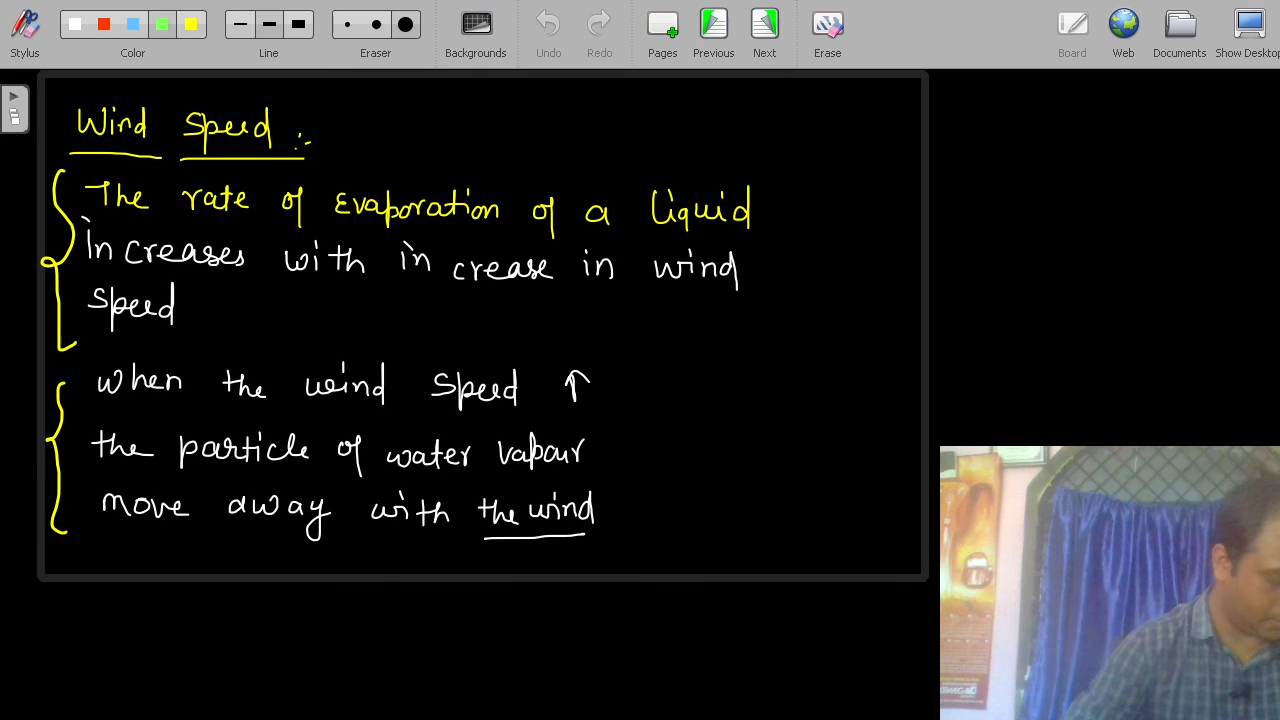 Stylus
Color
Line
Eraser
Backgrounds
Undo
Redo
Pages
Previous
Next
Erase
Board
Web
Documents
Show Desktop
Wind Speed :-
The rate of Evaporation of a liquid
increases with in crease in wind
speed
when the wind speed ↑
the particle of water vapour
move away with the wind